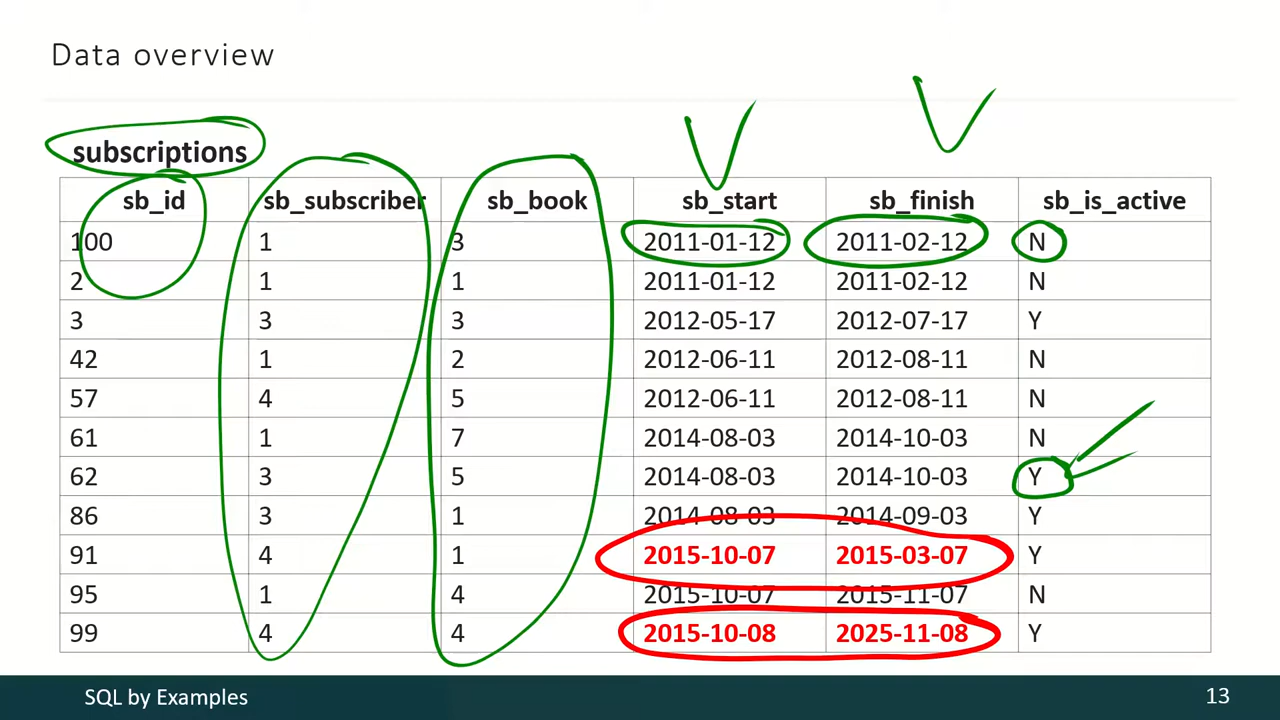 Data overview
subscriptions
sb_id sb_subscriber sb_book sb_start sb_finish sb_is_active
100 1 3 2011-01-12 2011-02-12 N
2 1 1 2011-01-12 2011-02-12 N
3 3 3 2012-05-17 2012-07-17 Y
42 1 2 2012-06-11 2012-08-11 N
57 4 5 2012-06-11 2012-08-11 N
61 1 7 2014-08-03 2014-10-03 N
62 3 5 2014-08-03 2014-10-03 Y
86 3 1 2014-08-03 2014-09-03 Y
91 4 1 2015-10-07 2015-03-07 Y
95 1 4 2015-10-07 2015-11-07 N
99 4 4 2015-10-08 2025-11-08 Y
SQL by Examples 13